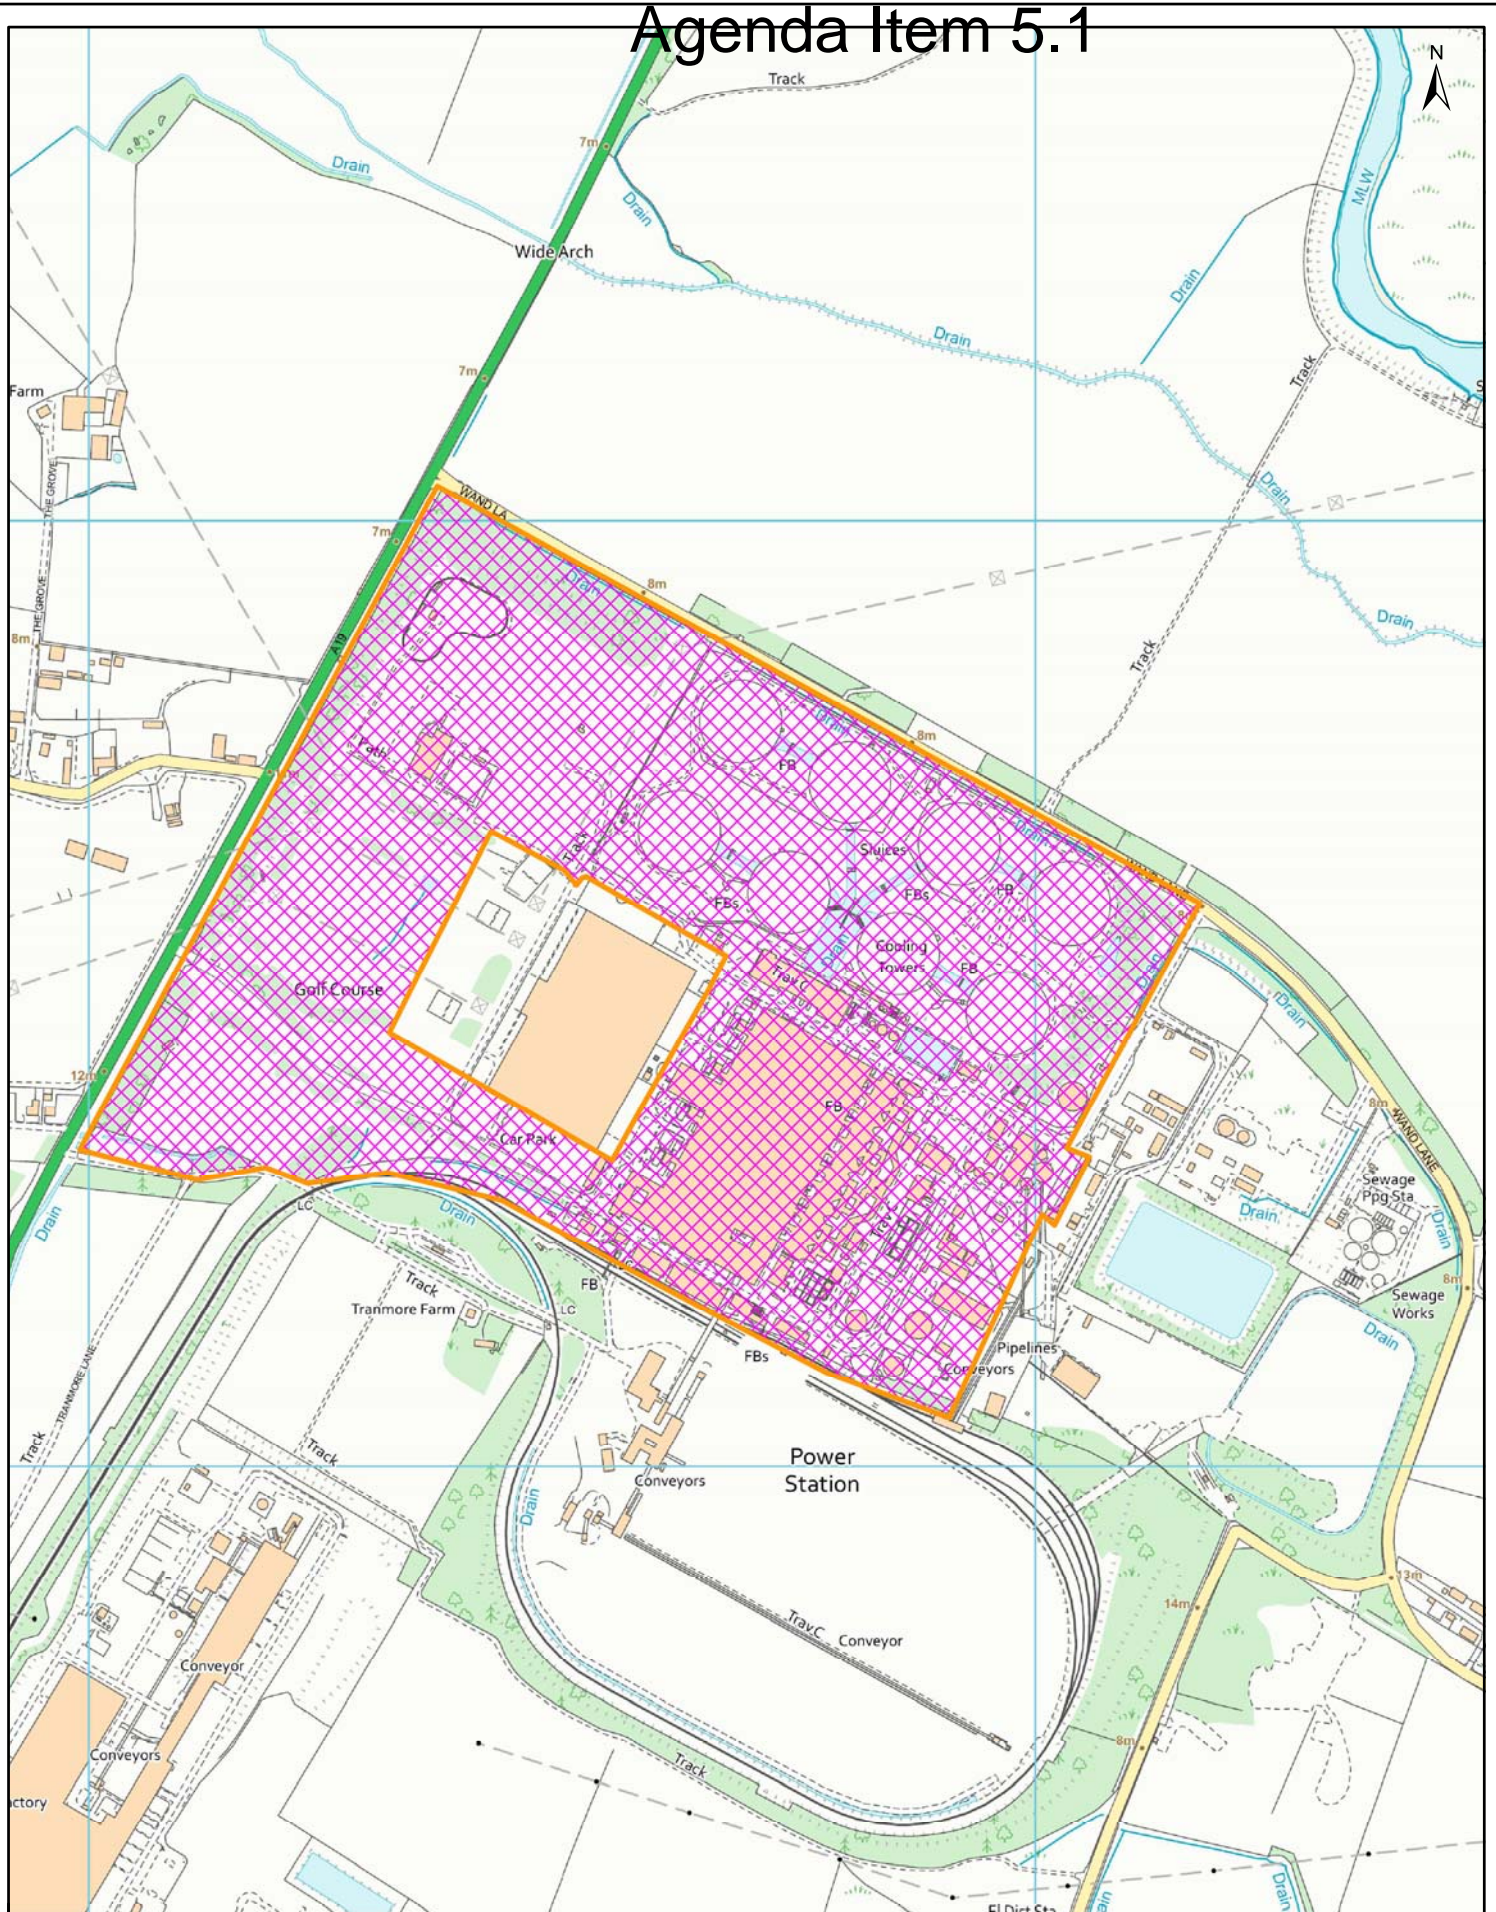 Agenda Item 5.1
N
Track
7m
Drain
Drain
MLW
Wide Arch
Drain
Drain
7m
Track
Farm
THE GROVE
WAND LA
Drain
7m
Drain
8m
THE GROVE
Drain
8m
A19
Track
Drain
8m
Path
FB
Drain
Track
Sluices
FBs
FB
FBs
Cooling
Towers
Drain
FB
Trav C
Drain
Golf Course
Drain
12m
FB
8m
Car Park
WAND LANE
Sewage
Ppg Sta
LC
Drain
Drain
Drain
Drain
Track
FB
8m
Tranmore Farm
LC
Sewage
Works
Drain
FBs
Pipelines
Conveyors
TRANMORE LANE
Track
Track
Power
Station
Conveyors
Drain
13m
14m
Trav C
Conveyor
Conveyor
8m
Conveyors
Track
actory
Drain
El Dist Sta